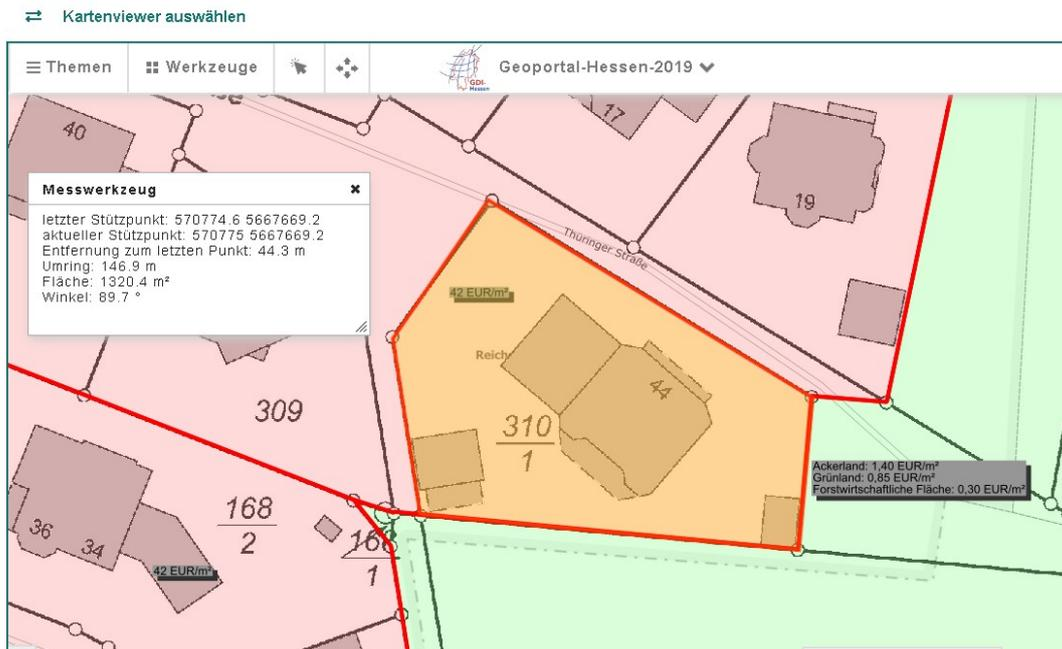 Kartenviewer auswählen
Themen
Werkzeuge
GDI-
Hessen
Geoportal-Hessen-2019
40
17
19
Messwerkzeug
letzter Stützpunkt: 570774.6 5667669.2
aktueller Stützpunkt: 570775 5667669.2
Entfernung zum letzten Punkt: 44.3 m
Umring: 146.9 m
Fläche: 1320.4 m²
Winkel: 89.7 °
Thüringer Straße
42 EUR/m²
Reich
44
309
310
1
Ackerland: 1,40 EUR/m²
Grünland: 0,85 EUR/m²
Forstwirtschaftliche Fläche: 0,30 EUR/m²
168
2
36
34
168
1
42 EUR/m²